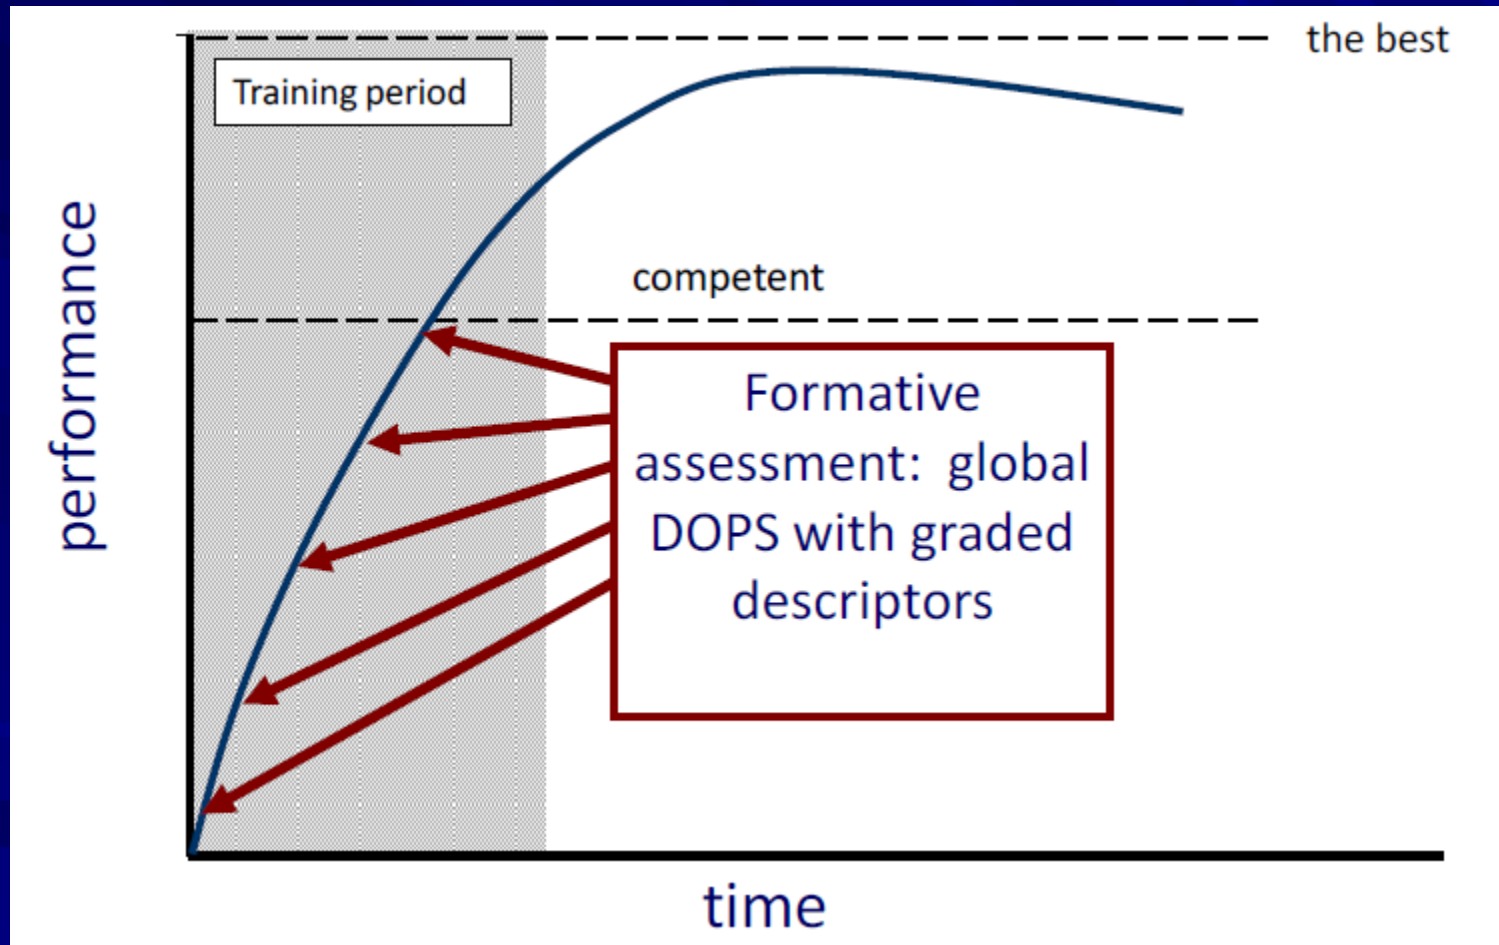 the best
Training period
competent
performance
Formative
assessment: global
DOPS with graded
descriptors
time